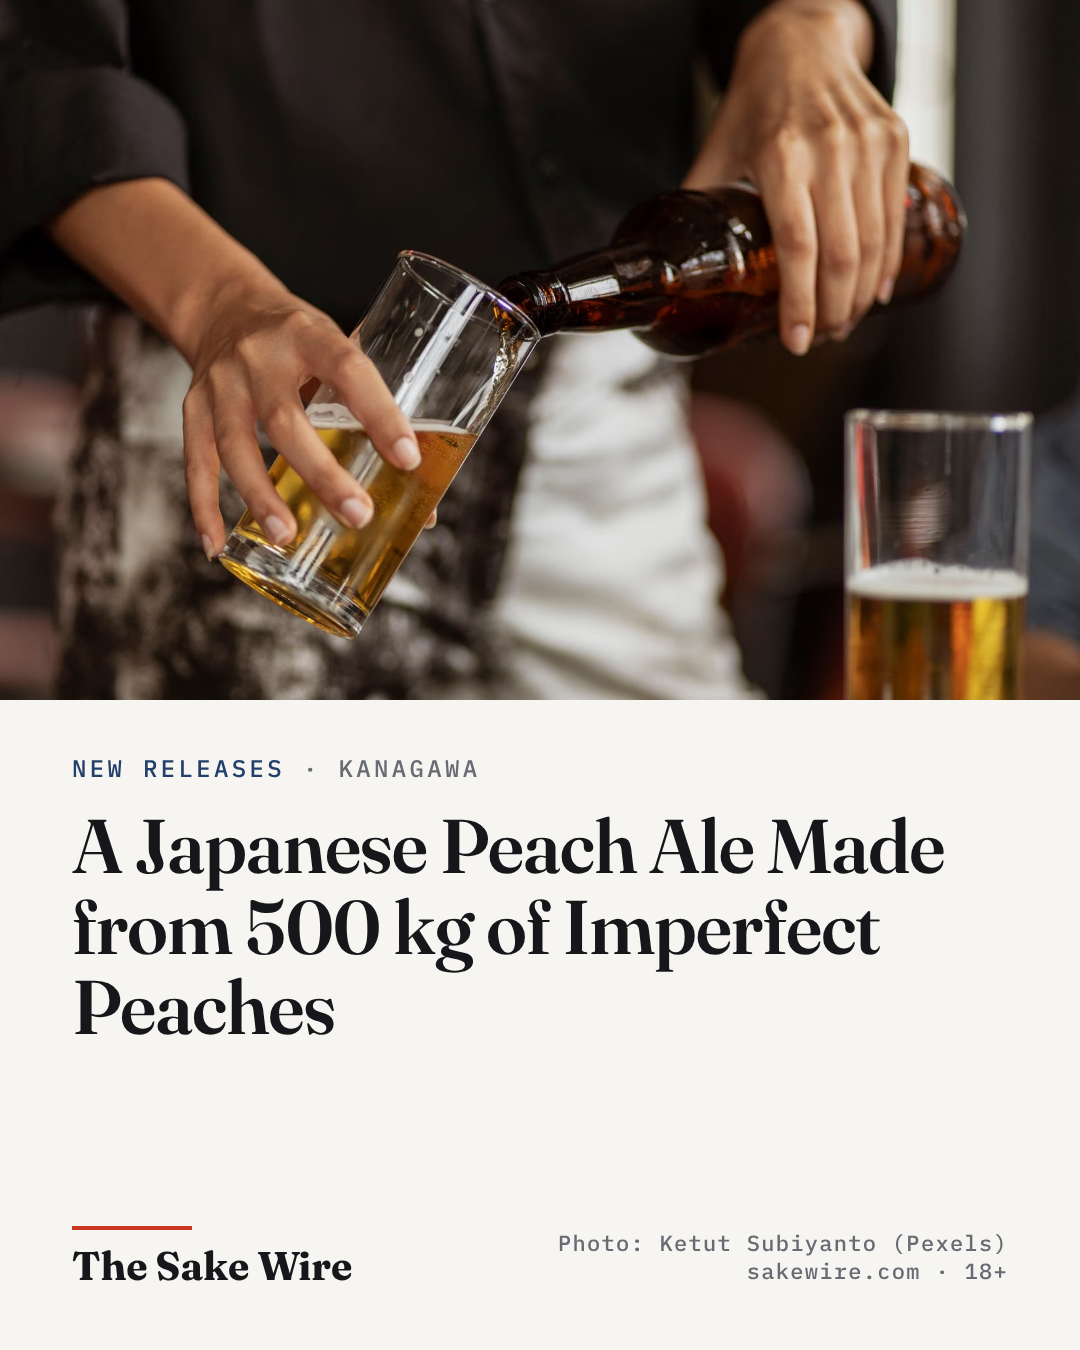 NEW RELEASES · KANAGAWA
A Japanese Peach Ale Made
from 500 kg of Imperfect
Peaches
The Sake Wire
Photo: Ketut Subiyanto (Pexels)
sakewire.com · 18+